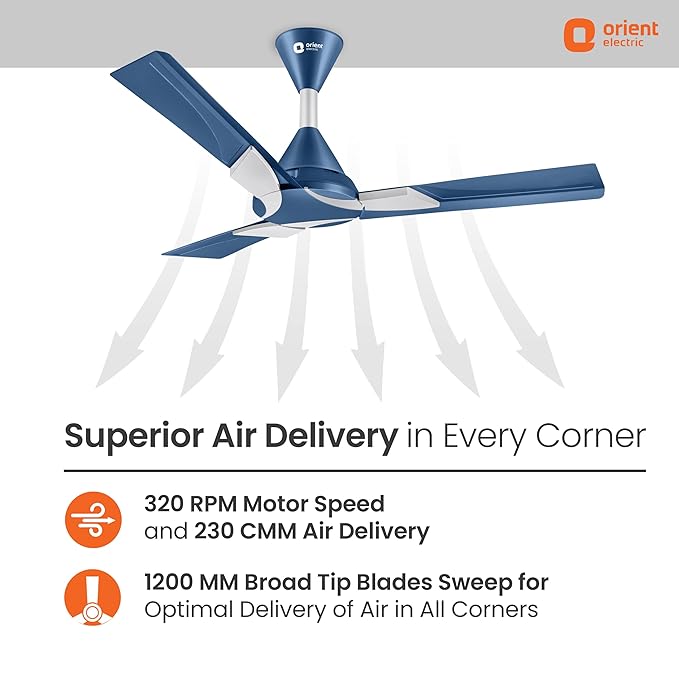 orient
electric
orient
electric
Superior Air Delivery in Every Corner
320 RPM Motor Speed
and 230 CMM Air Delivery
1200 MM Broad Tip Blades Sweep for
Optimal Delivery of Air in All Corners